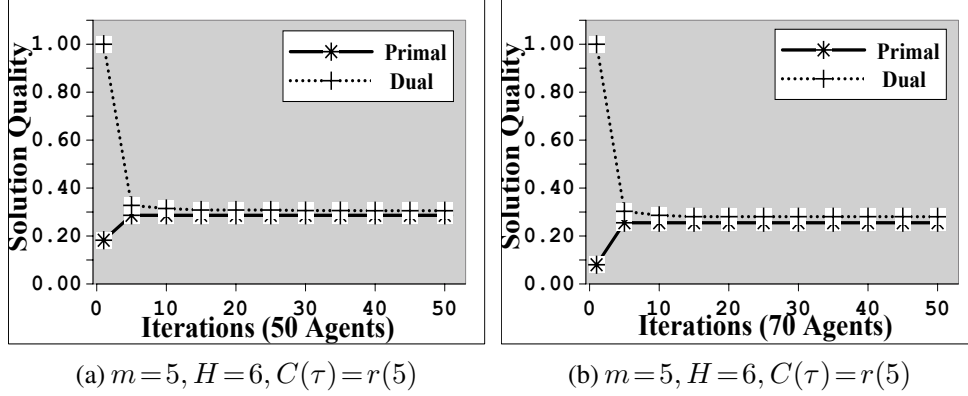 Solution Quality
1.00
0.80
0.60
0.40
0.20
0.00
Primal
Dual
0 10 20 30 40 50
Iterations (50 Agents)
(a) m=5, H=6, C(τ)=r(5)
Solution Quality
1.00
0.80
0.60
0.40
0.20
0.00
Primal
Dual
0 10 20 30 40 50
Iterations (70 Agents)
(b) m=5, H=6, C(τ)=r(5)